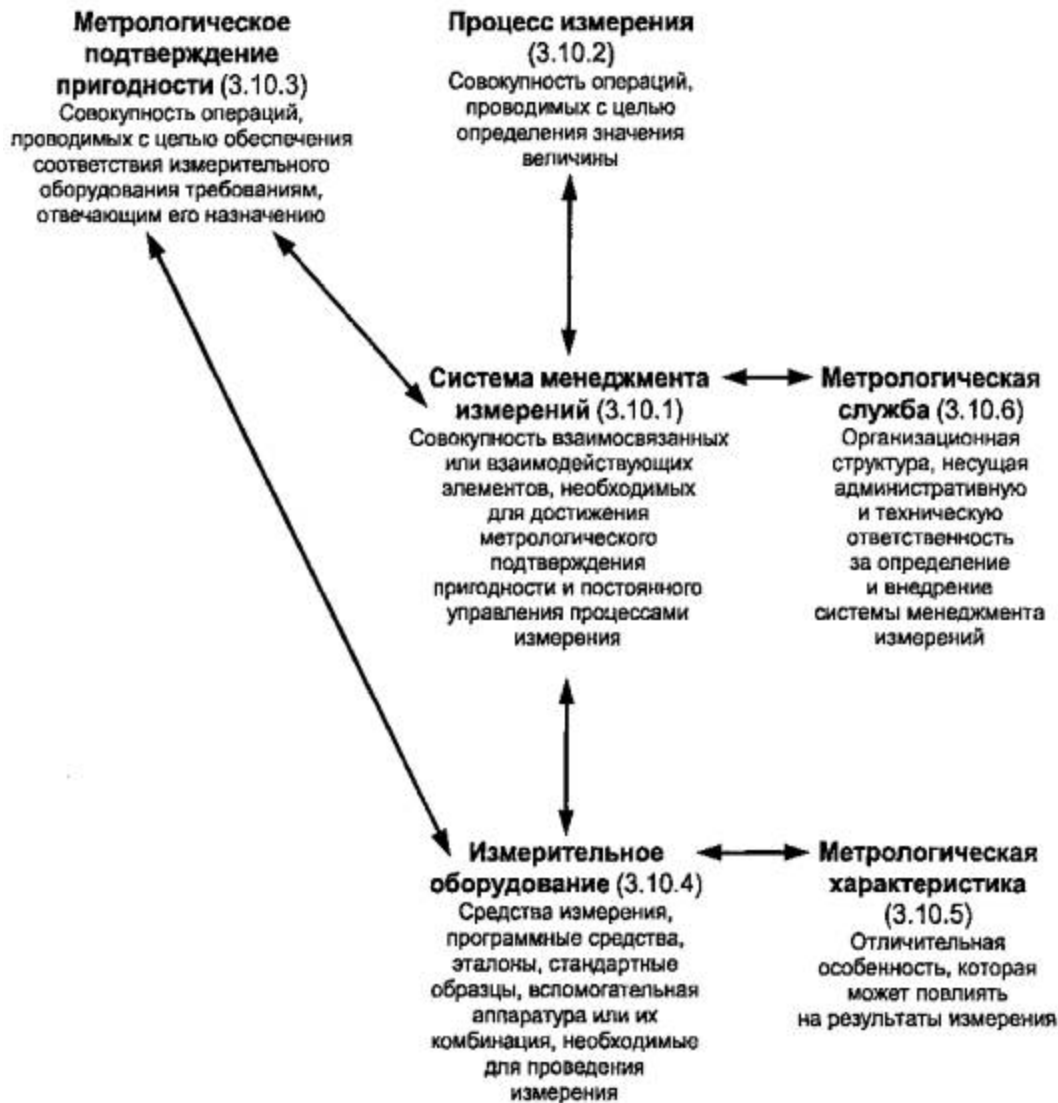 Метрологическое
подтверждение
пригодности (3.10.3)
Совокупность операций,
проводимых с целью обеспечения
соответствия измерительного
оборудования требованиям,
отвечающим его назначению
Процесс измерения
(3.10.2)
Совокупность операций,
проводимых с целью
определения значения
величины
Система менеджмента
измерений (3.10.1)
Совокупность взаимосвязанных
или взаимодействующих
элементов, необходимых
для достижения
метрологического
подтверждения
пригодности и постоянного
управления процессами
измерения
Метрологическая
служба (3.10.6)
Организационная
структура, несущая
административную
и техническую
ответственность
за определение
и внедрение
системы менеджмента
измерений
Измерительное
оборудование (3.10.4)
Средства измерения,
программные средства,
эталоны, стандартные
образцы, вспомогательная
аппаратура или их
комбинация, необходимые
для проведения
измерения
Метрологическая
характеристика
(3.10.5)
Отличительная
особенность, которая
может повлиять
на результаты измерения